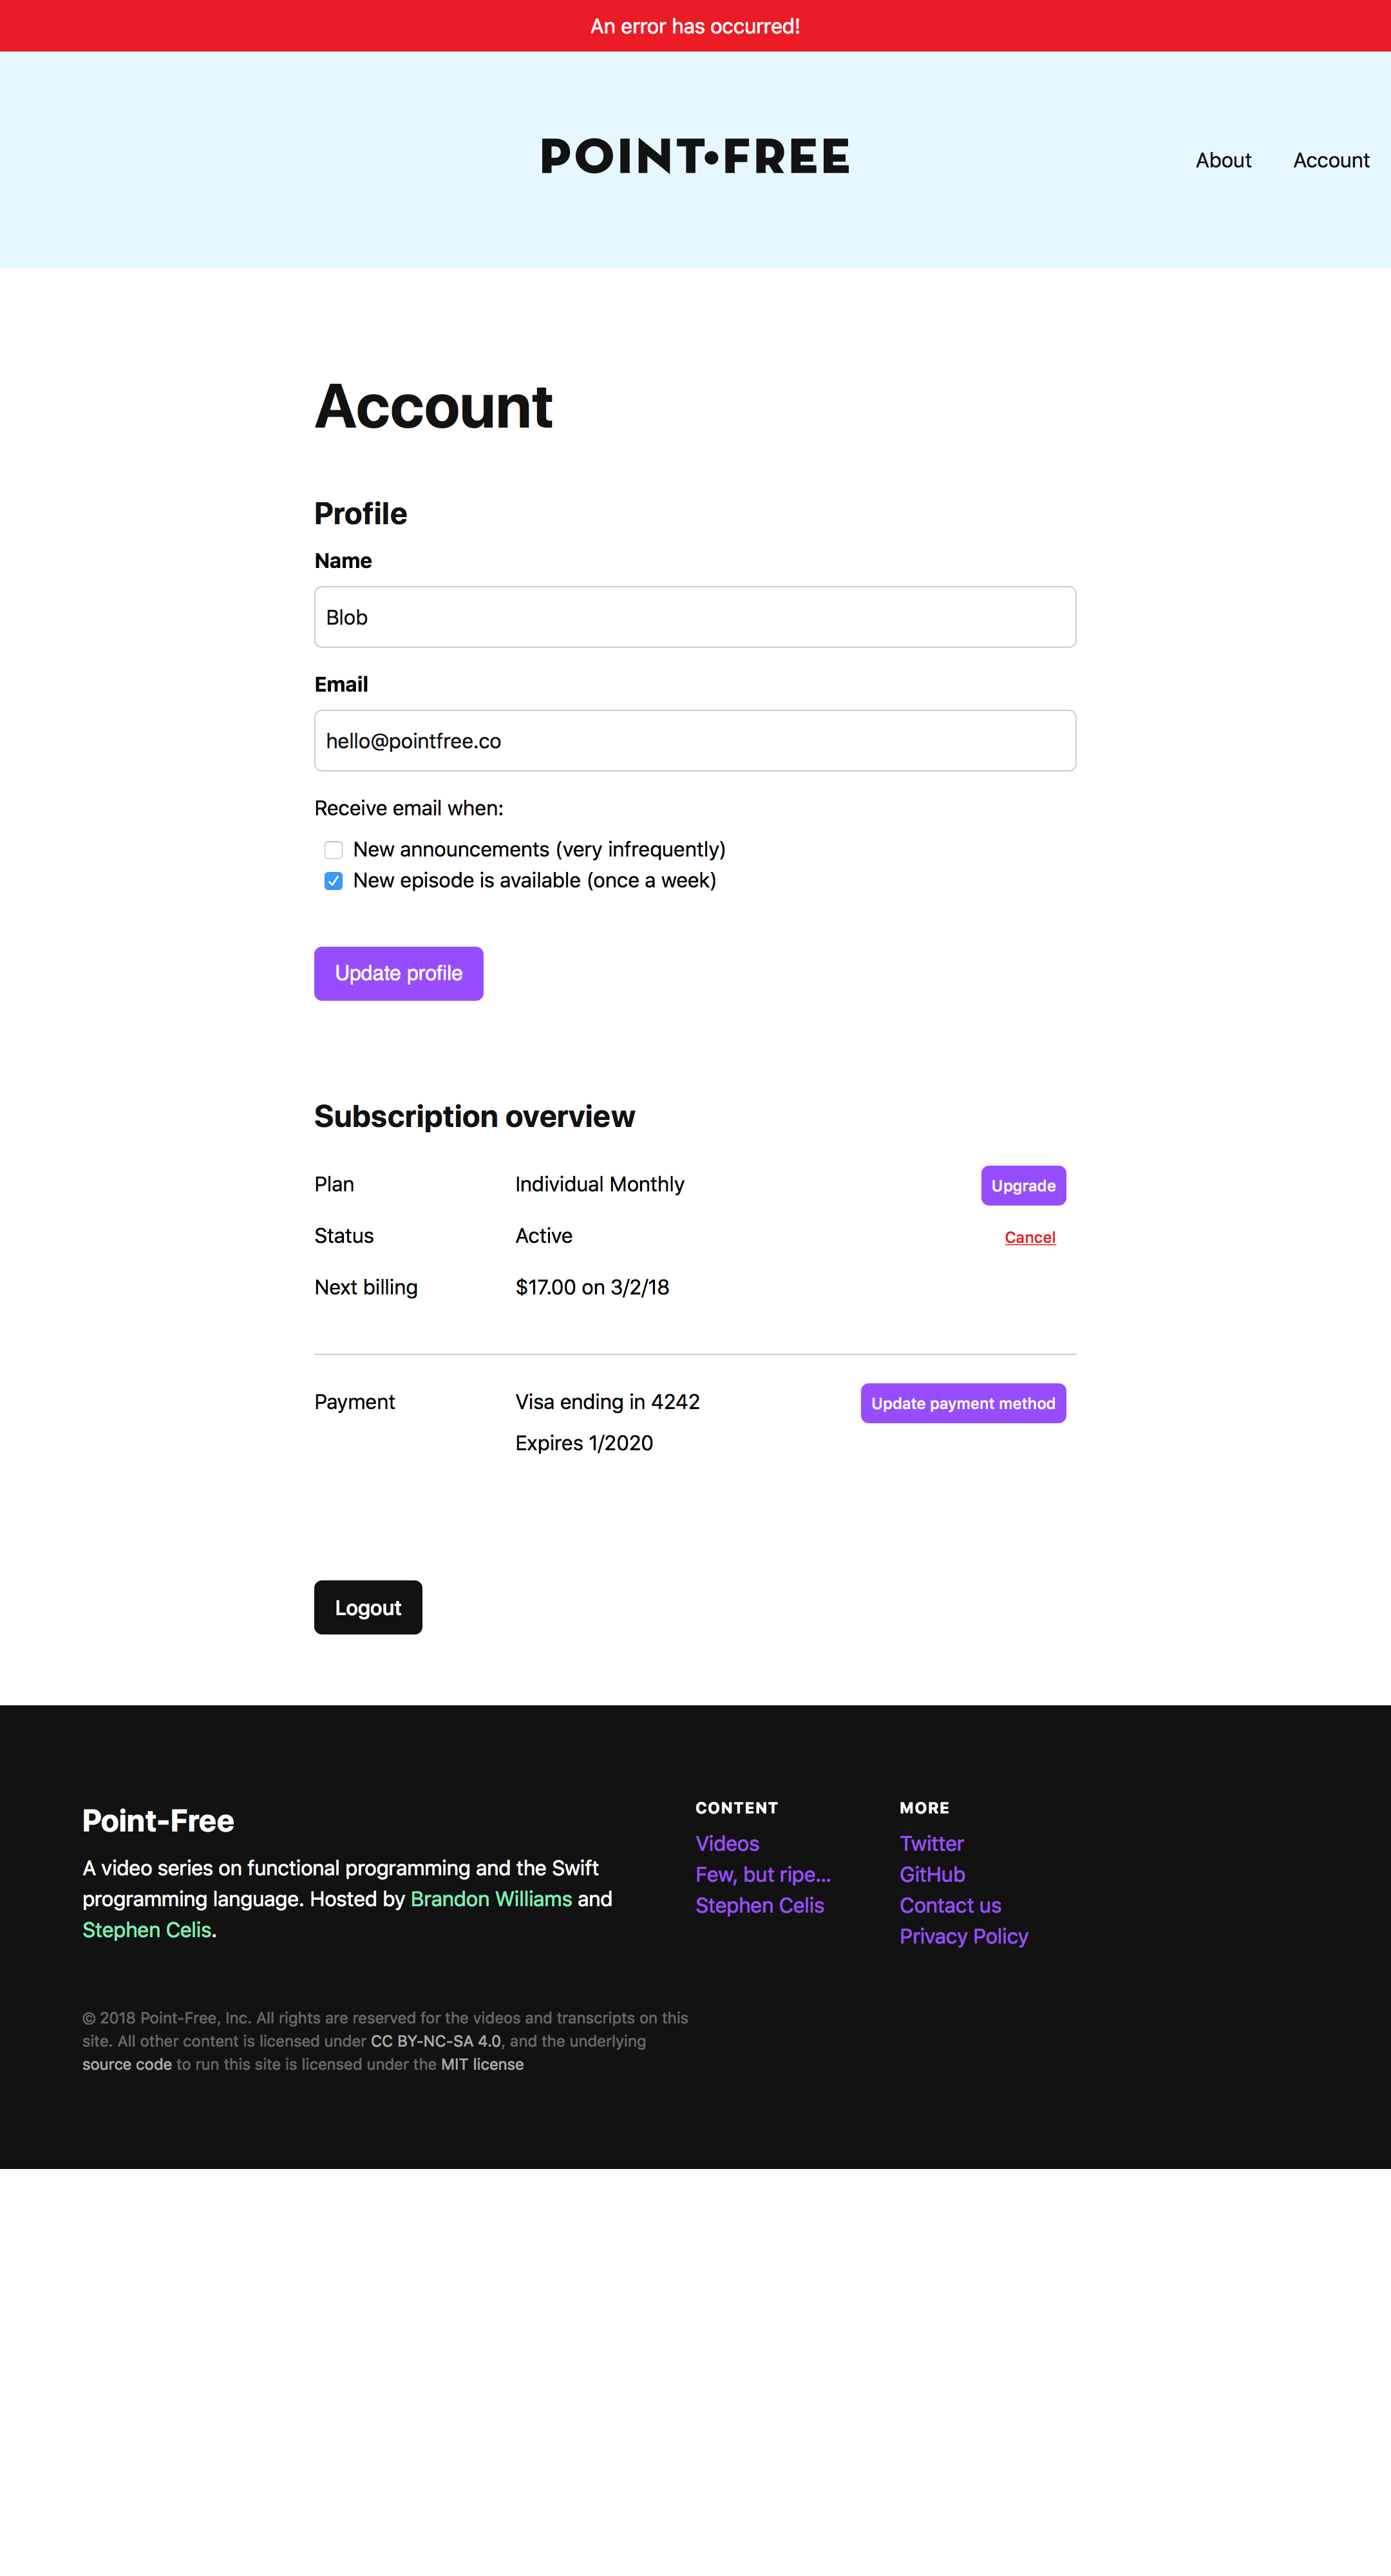 An error has occurred!
POINT•FREE
About
Account
Account
Profile
Name
Blob
Email
hello@pointfree.co
Receive email when:
New announcements (very infrequently)
New episode is available (once a week)
Update profile
Subscription overview
Plan Individual Monthly Upgrade
Status Active Cancel
Next billing $17.00 on 3/2/18
Payment Visa ending in 4242 Update payment method
Expires 1/2020
Logout
Point-Free
A video series on functional programming and the Swift
programming language. Hosted by Brandon Williams and
Stephen Celis.
CONTENT
Videos
Few, but ripe...
Stephen Celis
MORE
Twitter
GitHub
Contact us
Privacy Policy
© 2018 Point-Free, Inc. All rights are reserved for the videos and transcripts on this
site. All other content is licensed under CC BY-NC-SA 4.0, and the underlying
source code to run this site is licensed under the MIT license